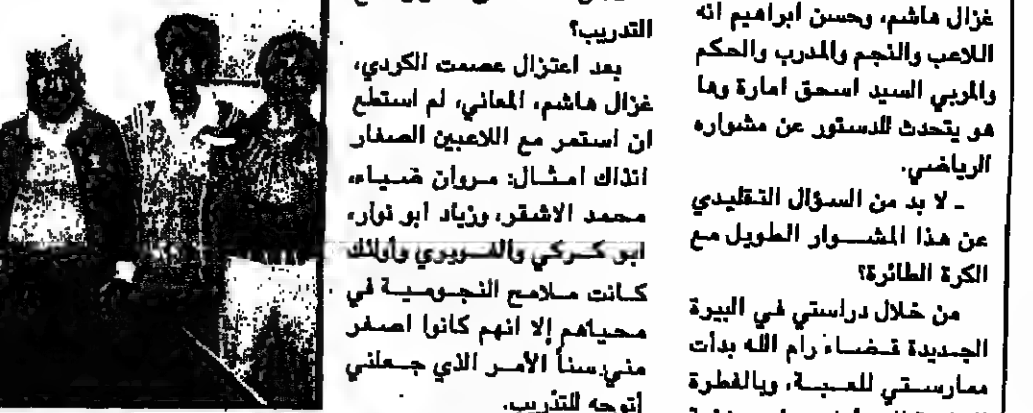 غزال هاشم، وحسن ابراهيم انه
اللاعب والنجم والمدرب والحكم
والمربي السيد اسحق امارة وها
هو يتحدث للدستور عن مشواره
الرياضي.
ـ لا بد من السؤال التقليدي
عن هذا المشوار الطويل مع
الكرة الطائرة؟
من خلال دراستي في البيرة
الجديدة قضاء رام الله بدأت
ممارستي للعبة، وبالفطرة
التدريب؟
بعد اعتزال عصمت الكردي،
غزال هاشم، المعاني، لم استطع
ان استمر مع اللاعبين الصغار
انذاك امثال: مروان ضياء،
محمد الاشقر، وزياد ابو نوار،
ابو كركي وأولئك
كانت ملامح النجومية في
محياهم إلا انهم كانوا اصغر
مني سناً الأمر الذي جعلني
أتوجه للتدريب.